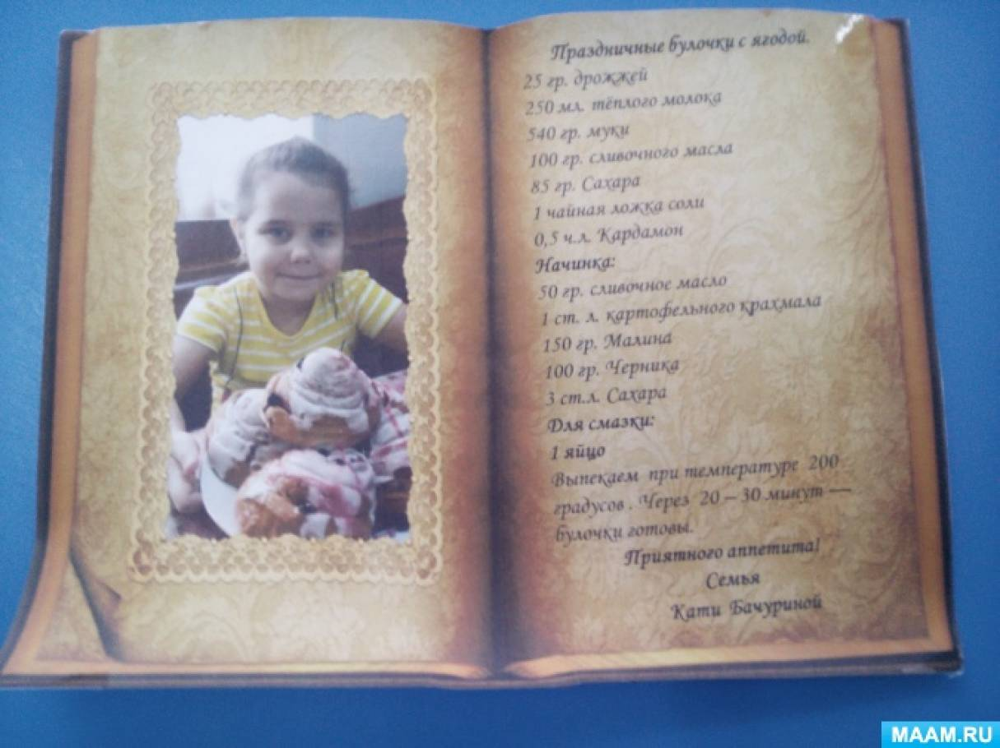 Праздничные булочки с ягодой.
25 гр. дрожжей
250 мл. тёплого молока
540 гр. муки
100 гр. сливочного масла
85 гр. Сахара
1 чайная ложка соли
0,5 ч.л. Кардамон
Начинка:
50 гр. сливочное масло
1 ст. л. картофельного крахмала
150 гр. Малина
100 гр. Черника
3 ст.л. Сахара
Для смазки:
1 яйцо
Выпекаем при температуре 200
градусов. Через 20 – 30 минут —
булочки готовы.
Приятного аппетита!
Семья
Кати Бачуриной
MAAM.RU